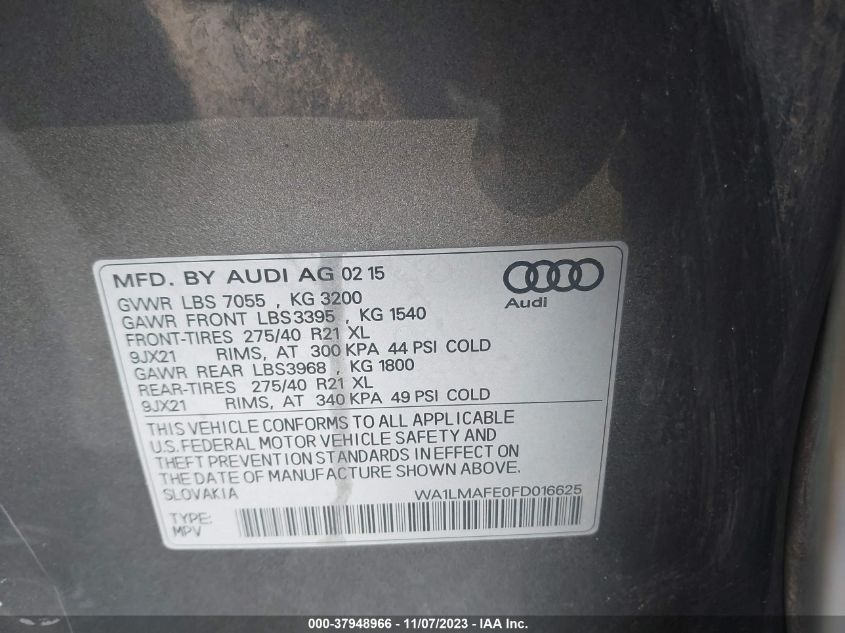 MFD. BY AUDI AG 02 15
Audi
GVWR LBS 7055 , KG 3200
GAWR FRONT LBS3395 , KG 1540
FRONT-TIRES 275/40 R21 XL
9JX21 RIMS, AT 300 KPA 44 PSI COLD
GAWR REAR LBS3968 , KG 1800
REAR-TIRES 275/40 R21 XL
9JX21 RIMS, AT 340 KPA 49 PSI COLD
THIS VEHICLE CONFORMS TO ALL APPLICABLE
U.S. FEDERAL MOTOR VEHICLE SAFETY AND
THEFT PREVENTION STANDARDS IN EFFECT ON
THE DATE OF MANUFACTURE SHOWN ABOVE.
SLOVAKIA WA1LMAFE0FD016625
TYPE:
MPV
000-37948966 - 11/07/2023 - IAA Inc.